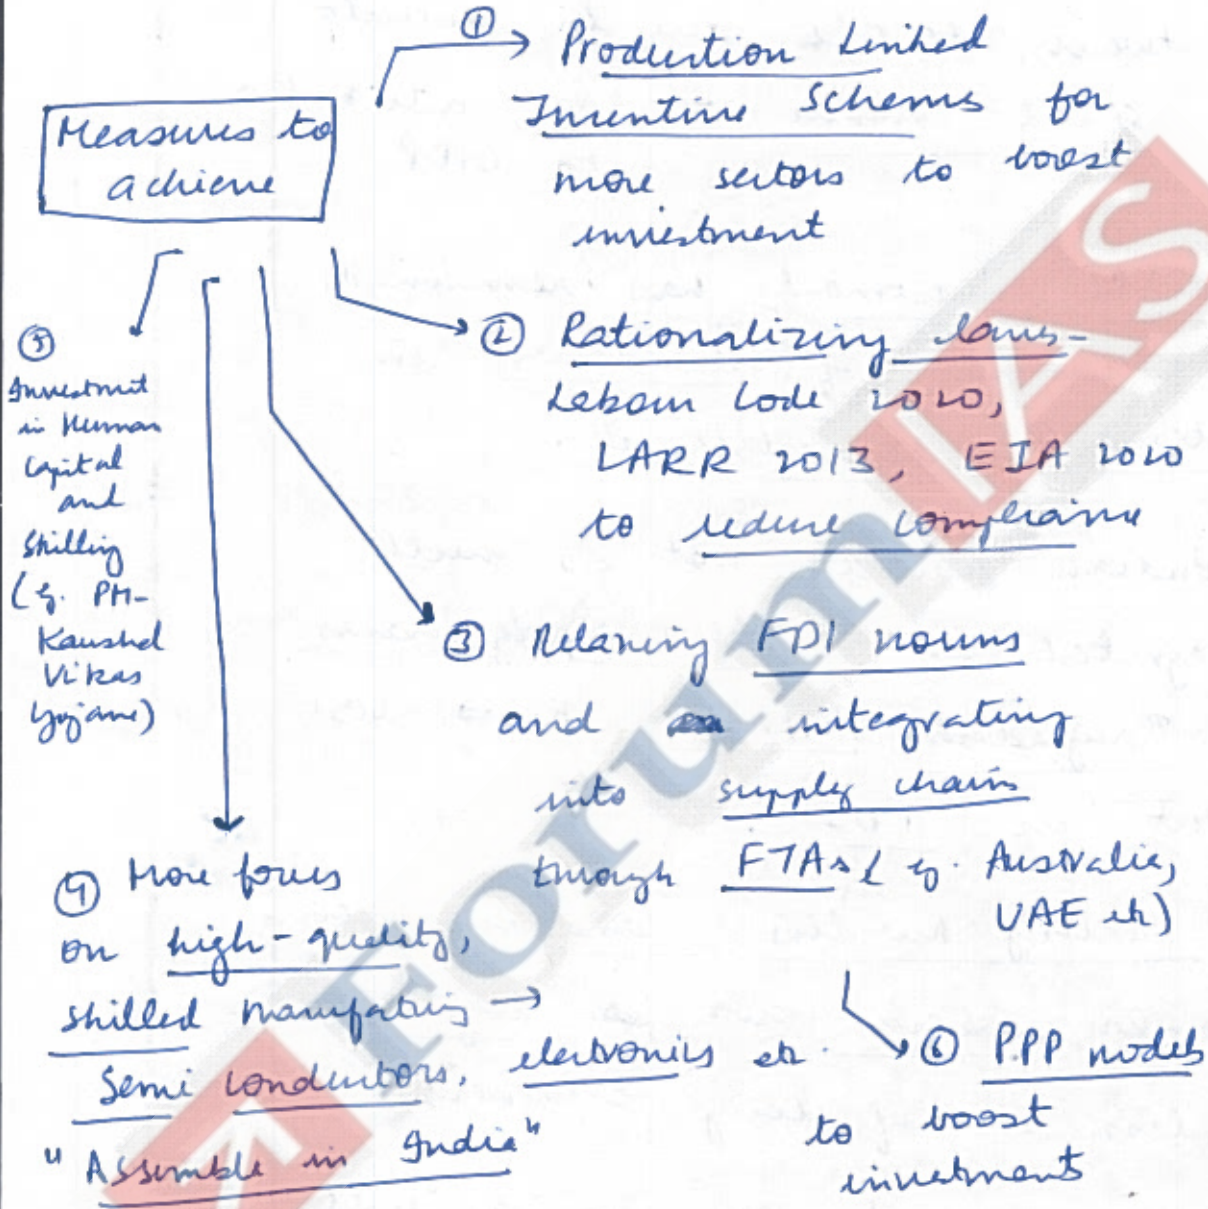 Measures to
achieve
① → Production Linked
Incentive Schemes for
more sectors to boost
investment
② Rationalizing laws-
Labour Code 2020,
LARR 2013, EIA 2020
to reduce compliance
③ Relaxing FDI norms
and integrating
into supply chains
through FTAs (eg. Australia,
UAE etc)
④ More focus
on high-quality,
skilled manufacturing →
Semi conductors, electronics etc.
"Assemble in India"
⑤
Investment
in Human
Capital
and
Skilling
(eg. PM-
Kaushal
Vikas
Yojana)
⑥ P.P.P models
to boost
investment
ForumIAS